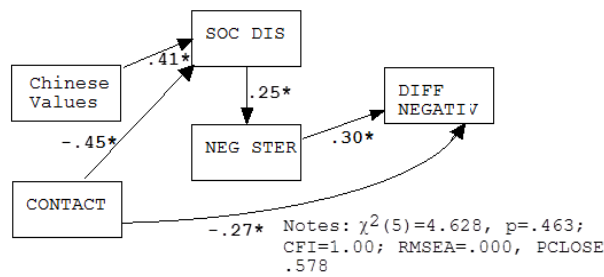 SOC DIS
.41*
Chinese
Values
.25*
DIFF
NEGATIV
-.45*
NEG STER
.30*
CONTACT
-.27*
Notes: χ²(5)=4.628, p=.463;
CFI=1.00; RMSEA=.000, PCLOSE
.578